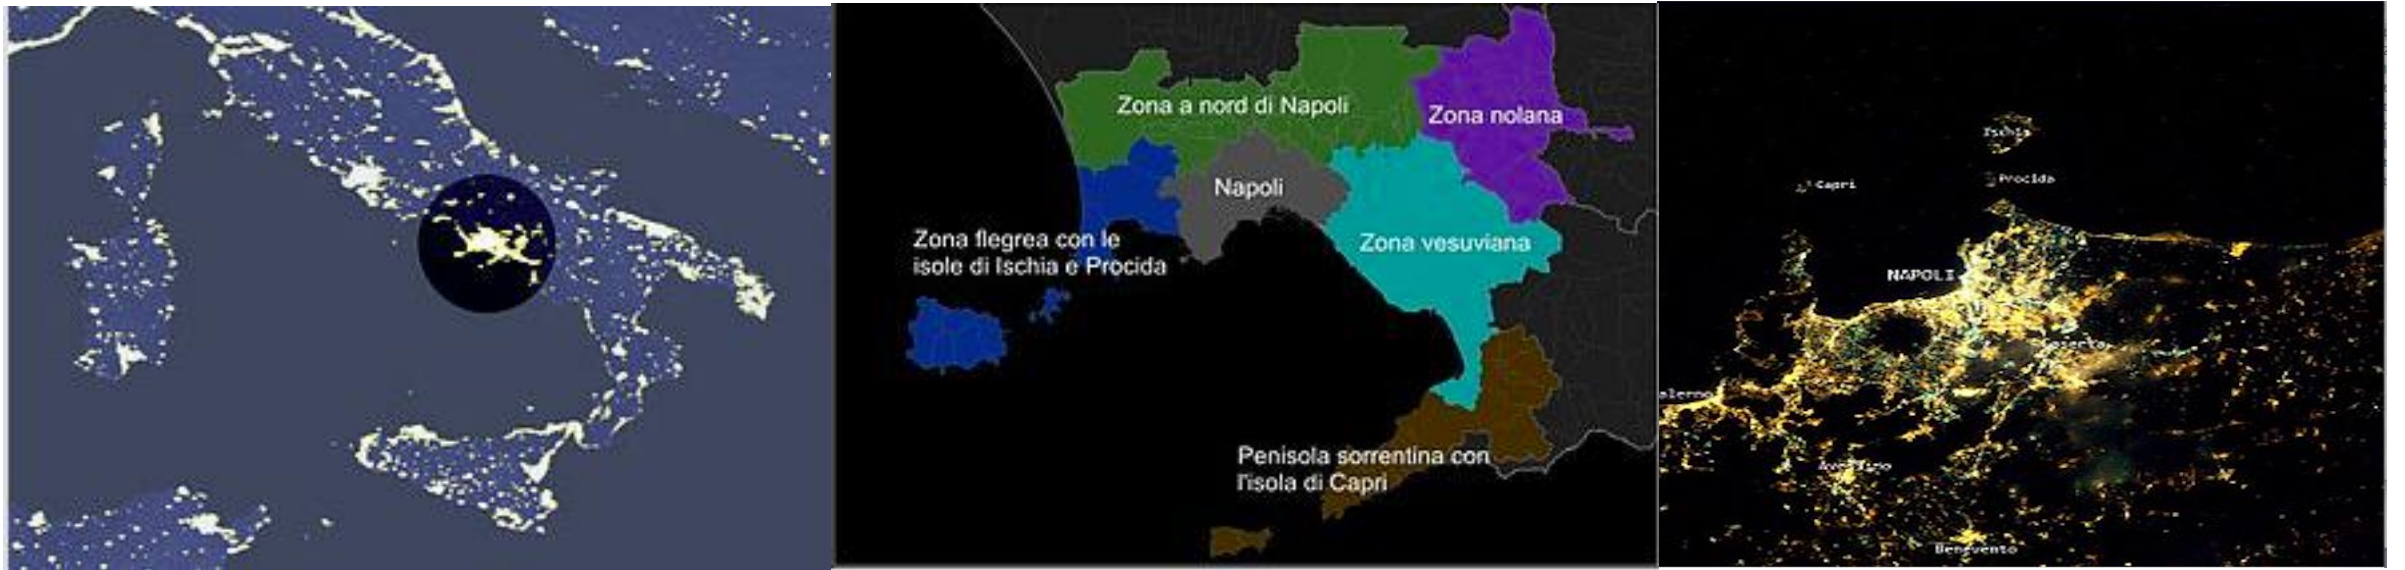 Zona a nord di Napoli
Zona nolana
Napoli
Zona flegrea con le
isole di Ischia e Procida
Zona vesuviana
Penisola sorrentina con
l'isola di Capri
Ischia
Procida
Capri
NAPOLI
Caserta
alerno
Avellino
Benevento